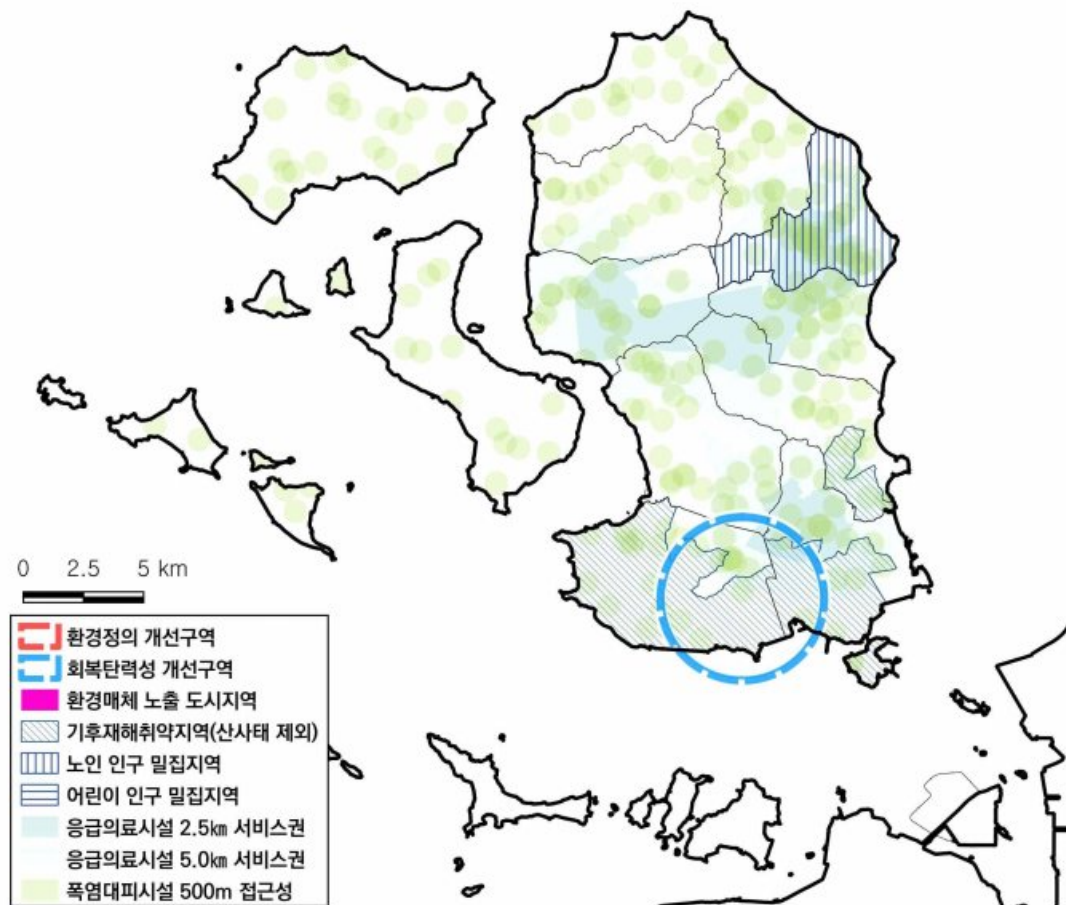 0 2.5 5 km
환경정의 개선구역
회복탄력성 개선구역
환경매체 노출 도시지역
기후재해취약지역(산사태 제외)
노인 인구 밀집지역
어린이 인구 밀집지역
응급의료시설 2.5㎞ 서비스권
응급의료시설 5.0㎞ 서비스권
폭염대피시설 500m 접근성